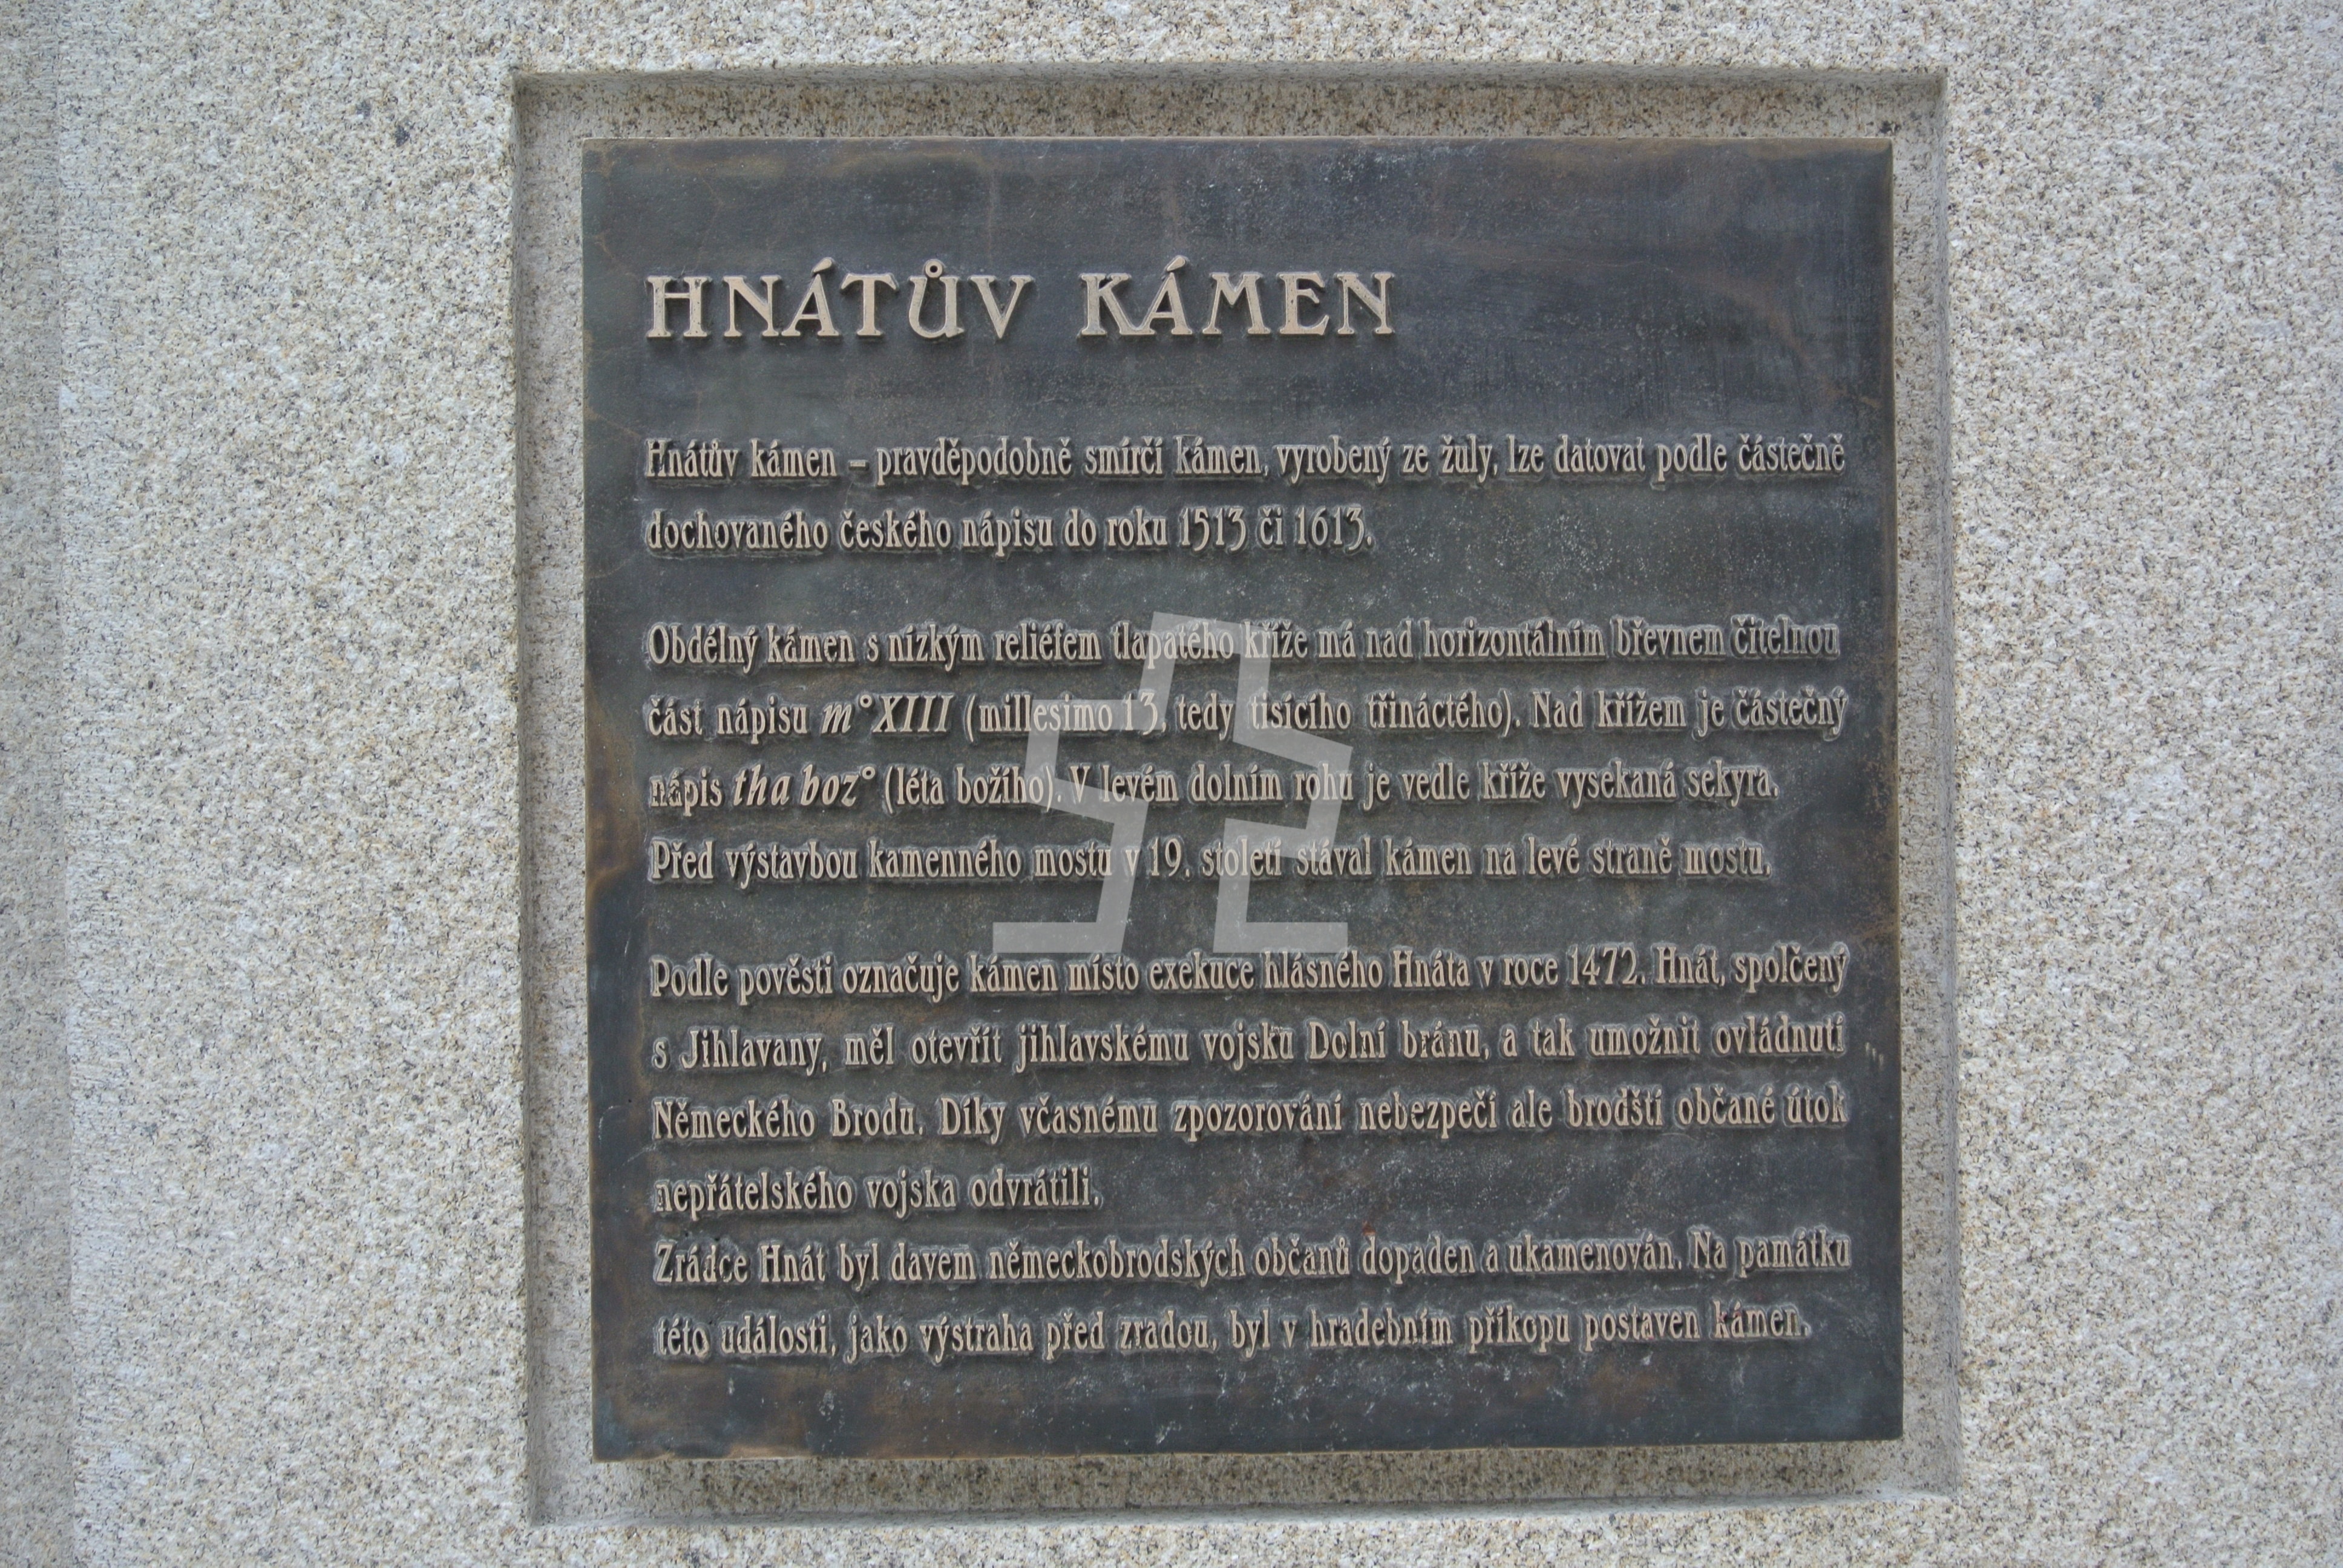 HNÁTŮV KÁMEN
Hnátův kámen – pravděpodobně smírčí kámen, vyrobený ze žuly, lze datovat podle částečně
dochovaného českého nápisu do roku 1513 či 1613.
Obdélný kámen s nízkým reliéfem tlapatého kříže má nad horizontálním břevnem čitelnou
část nápisu m°XIII (millesimo 13, tedy tisícího třináctého). Nad křížem je částečný
nápis tha boz° (léta božího). V levém dolním rohu je vedle kříže vysekaná sekyra.
Před výstavbou kamenného mostu v 19. století stával kámen na levé straně mostu.
Podle pověsti označuje kámen místo exekuce hlásného Hnáta v roce 1472. Hnát, spolčený
s Jihlavany, měl otevřít jihlavskému vojsku Dolní bránu, a tak umožnit ovládnutí
Německého Brodu. Díky včasnému zpozorování nebezpečí ale brodští občané útok
nepřátelského vojska odvrátili.
Zrádce Hnát byl davem německobrodských občanů dopaden a ukamenován. Na památku
této události, jako výstraha před zradou, byl v hradebním příkopu postaven kámen.